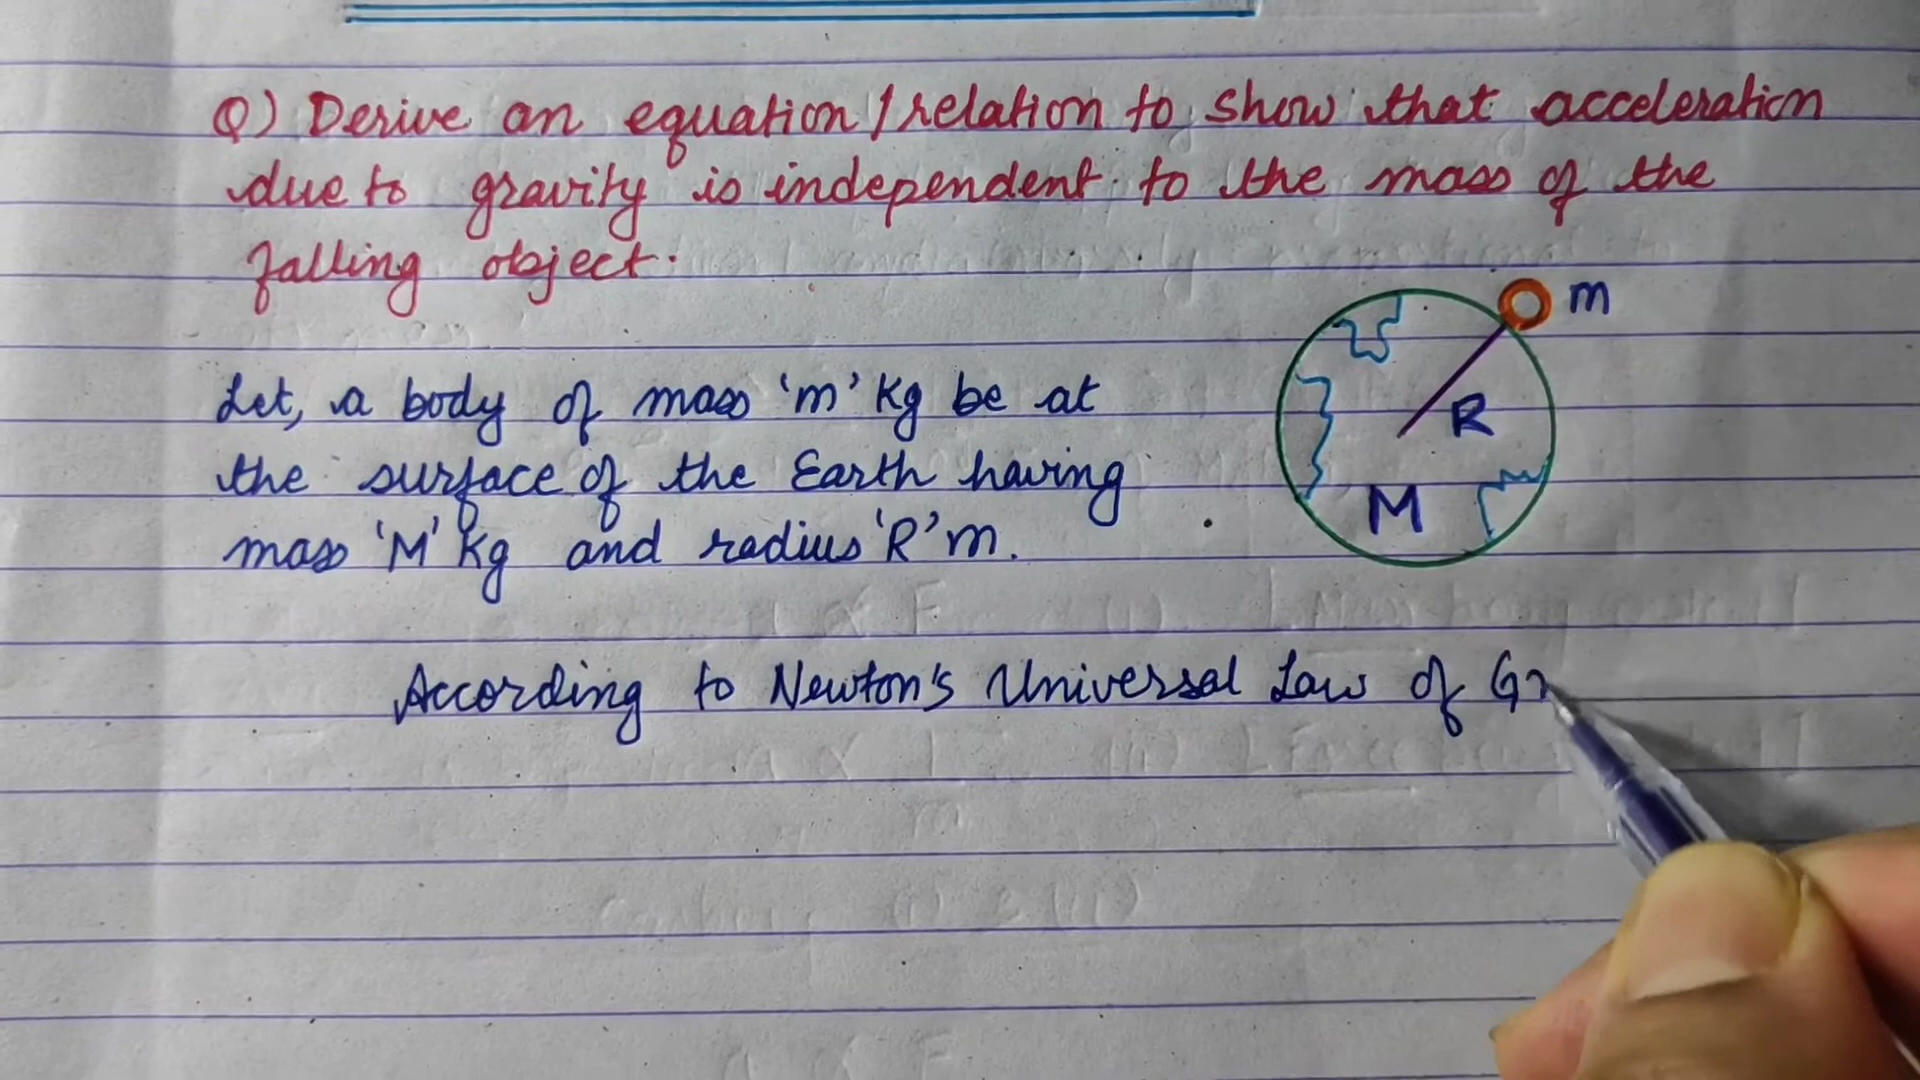 Q) Derive an equation/relation to show that acceleration
due to gravity is independent to the mass of the
falling object.
m
Let, a body of mass 'm' Kg be at
the surface of the Earth having
mass 'M' Kg and radius 'R' m.
R
M
According to Newton's Universal Law of Gr